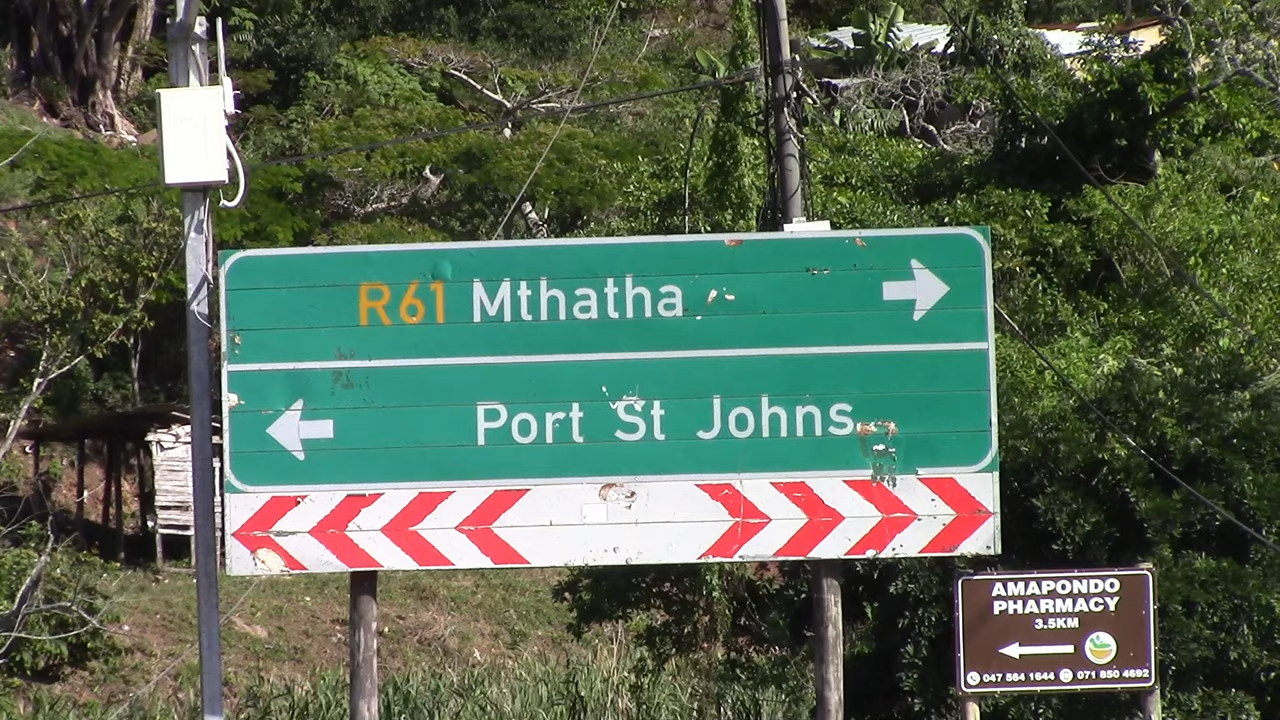 R61 Mthatha
Port St Johns
AMAPONDO
PHARMACY
3.5KM
047 564 1644 071 850 4692